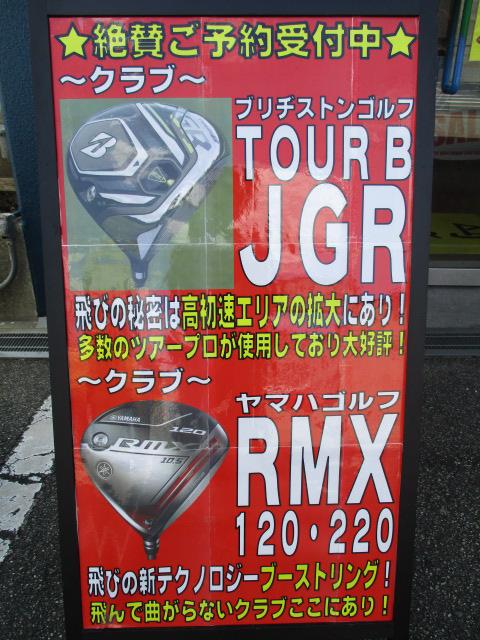 ★絶賛ご予約受付中★
～クラブ～
ブリヂストンゴルフ
TOUR B
JGR
B
飛びの秘密は高初速エリアの拡大にあり！
多数のツアープロが使用しており大好評！
～クラブ～
ヤマハゴルフ
RMX
120・220
YAMAHA
120
RMX
10.5°
飛びの新テクノロジーブーストリング！
飛んで曲がらないクラブここにあり！